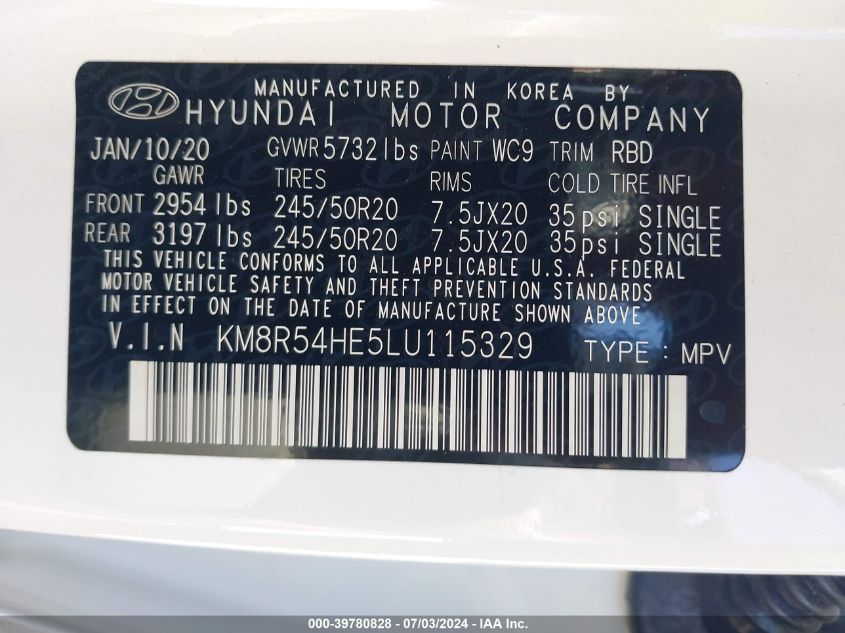 MANUFACTURED IN KOREA BY
HYUNDAI MOTOR COMPANY
JAN/10/20 GVWR 5732 lbs PAINT WC9 TRIM RBD
GAWR TIRES RIMS COLD TIRE INFL
FRONT 2954 lbs 245/50R20 7.5JX20 35psi SINGLE
REAR 3197 lbs 245/50R20 7.5JX20 35psi SINGLE
THIS VEHICLE CONFORMS TO ALL APPLICABLE U.S.A. FEDERAL
MOTOR VEHICLE SAFETY AND THEFT PREVENTION STANDARDS
IN EFFECT ON THE DATE OF MANUFACTURE SHOWN ABOVE.
V.I.N KM8R54HE5LU115329 TYPE : MPV
000-39780828 - 07/03/2024 - IAA Inc.